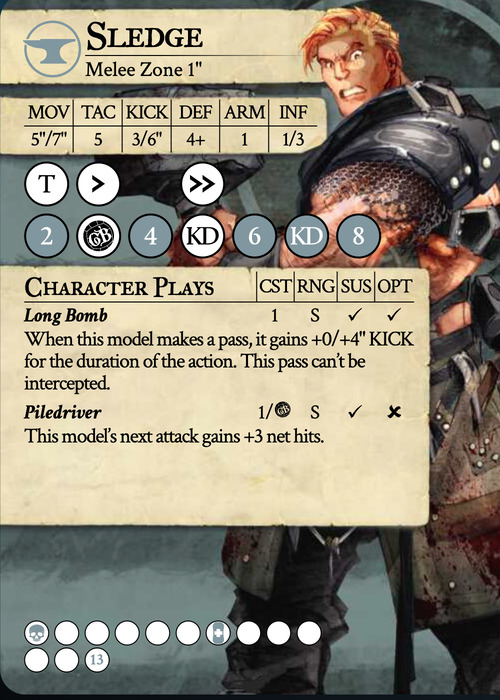 SLEDGE
Melee Zone 1"
MOV TAC KICK DEF ARM INF
5"/7" 5 3/6" 4+ 1 1/3
T > >>
2 GB 4 KD 6 KD 8
CHARACTER PLAYS CST RNG SUS OPT
Long Bomb 1 S ✓ ✓
When this model makes a pass, it gains +0/+4" KICK
for the duration of the action. This pass can't be
intercepted.
Piledriver 1/GB S ✓ ✘
This model's next attack gains +3 net hits.
13